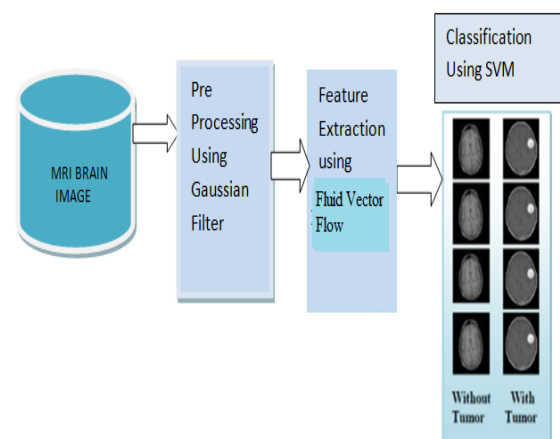 MRI BRAIN
IMAGE
Pre
Processing
Using
Gaussian
Filter
Feature
Extraction
using
Fluid Vector
Flow
Classification
Using SVM
Without
Tumor
With
Tumor